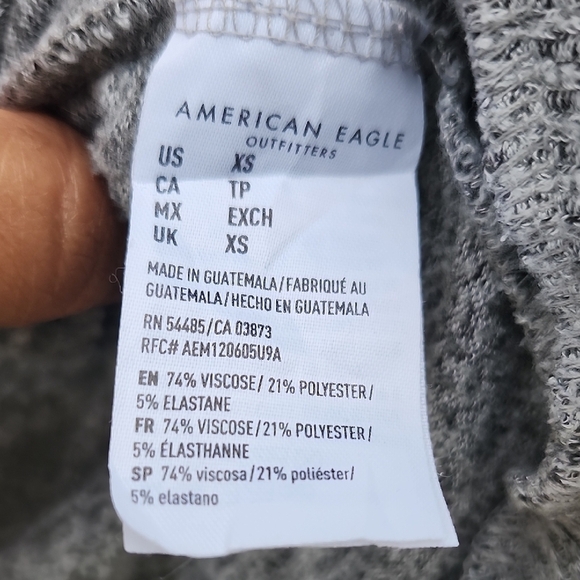 AMERICAN EAGLE
OUTFITTERS
US XS
CA TP
MX EXCH
UK XS
MADE IN GUATEMALA/FABRIQUÉ AU
GUATEMALA/HECHO EN GUATEMALA
RN 54485/CA 03873
RFC# AEM120605U9A
EN 74% VISCOSE/ 21% POLYESTER/
5% ELASTANE
FR 74% VISCOSE/21% POLYESTER/
5% ÉLASTHANNE
SP 74% viscosa/21% poliéster/
5% elastano